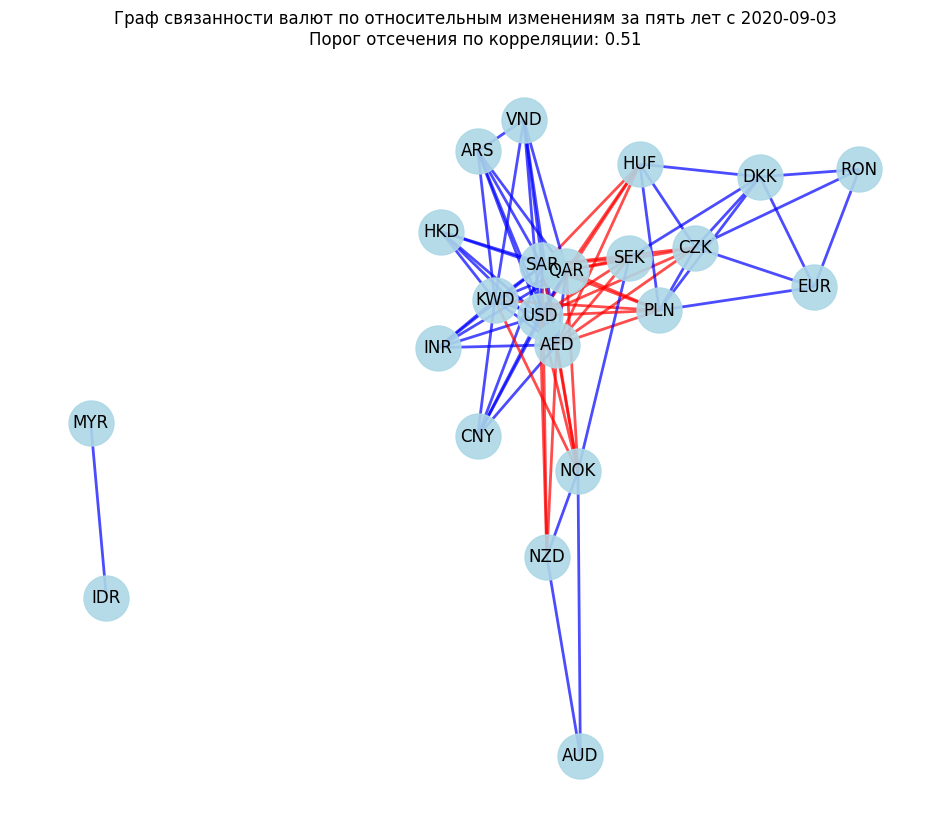 Граф связанности валют по относительным изменениям за пять лет с 2020-09-03
Порог отсечения по корреляции: 0.51
VND
ARS
HUF
RON
DKK
HKD
CZK
SEK
SAR
QAR
EUR
KWD
PLN
USD
AED
INR
MYR
CNY
NOK
NZD
IDR
AUD